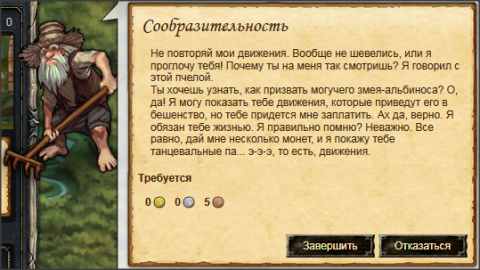 0
Сообразительность
Не повторяй мои движения. Вообще не шевелись, или я
проглочу тебя! Почему ты на меня так смотришь? Я говорил с
этой пчелой.
Ты хочешь узнать, как призвать могучего змея-альбиноса? О,
да! Я могу показать тебе движения, которые приведут его в
бешенство, но тебе придется мне заплатить. Ах да, верно. Я
обязан тебе жизнью. Я правильно помню? Неважно. Все
равно, дай мне несколько монет, и я покажу тебе
танцевальные па... э-э-э, то есть, движения.
Требуется
0 0 5
Завершить Отказаться